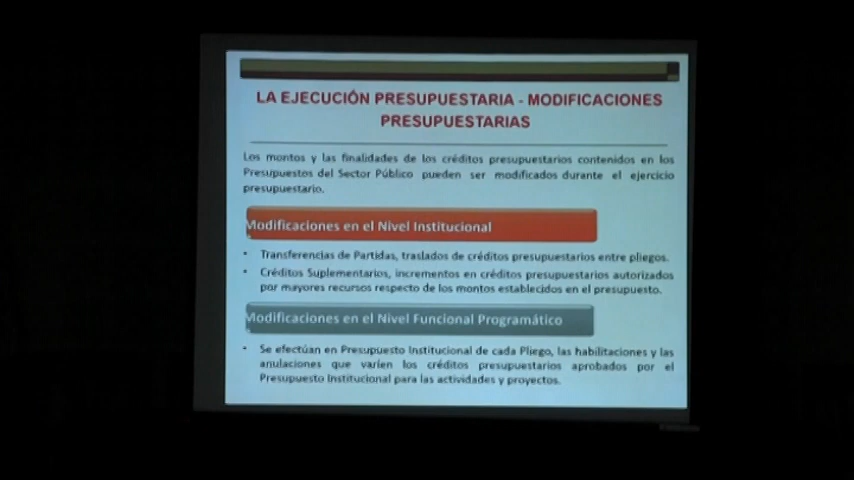 LA EJECUCIÓN PRESUPUESTARIA - MODIFICACIONES
PRESUPUESTARIAS
Los montos y las finalidades de los créditos presupuestarios contenidos en los
Presupuestos del Sector Público pueden ser modificados durante el ejercicio
presupuestario.
Modificaciones en el Nivel Institucional
• Transferencias de Partidas, traslados de créditos presupuestarios entre pliegos.
• Créditos Suplementarios, incrementos en créditos presupuestarios autorizados
por mayores recursos respecto de los montos establecidos en el presupuesto.
Modificaciones en el Nivel Funcional Programático
• Se efectúan en Presupuesto Institucional de cada Pliego, las habilitaciones y las
anulaciones que varíen los créditos presupuestarios aprobados por el
Presupuesto Institucional para las actividades y proyectos.